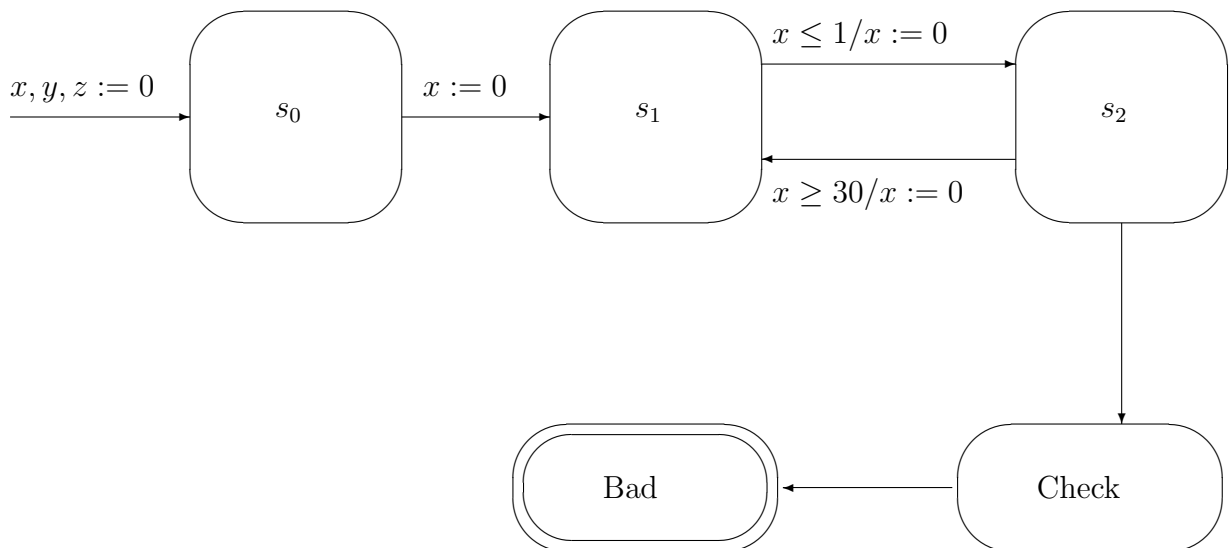 x, y, z := 0
s₀
x := 0
s₁
x ≤ 1/x := 0
x ≥ 30/x := 0
s₂
Bad
Check